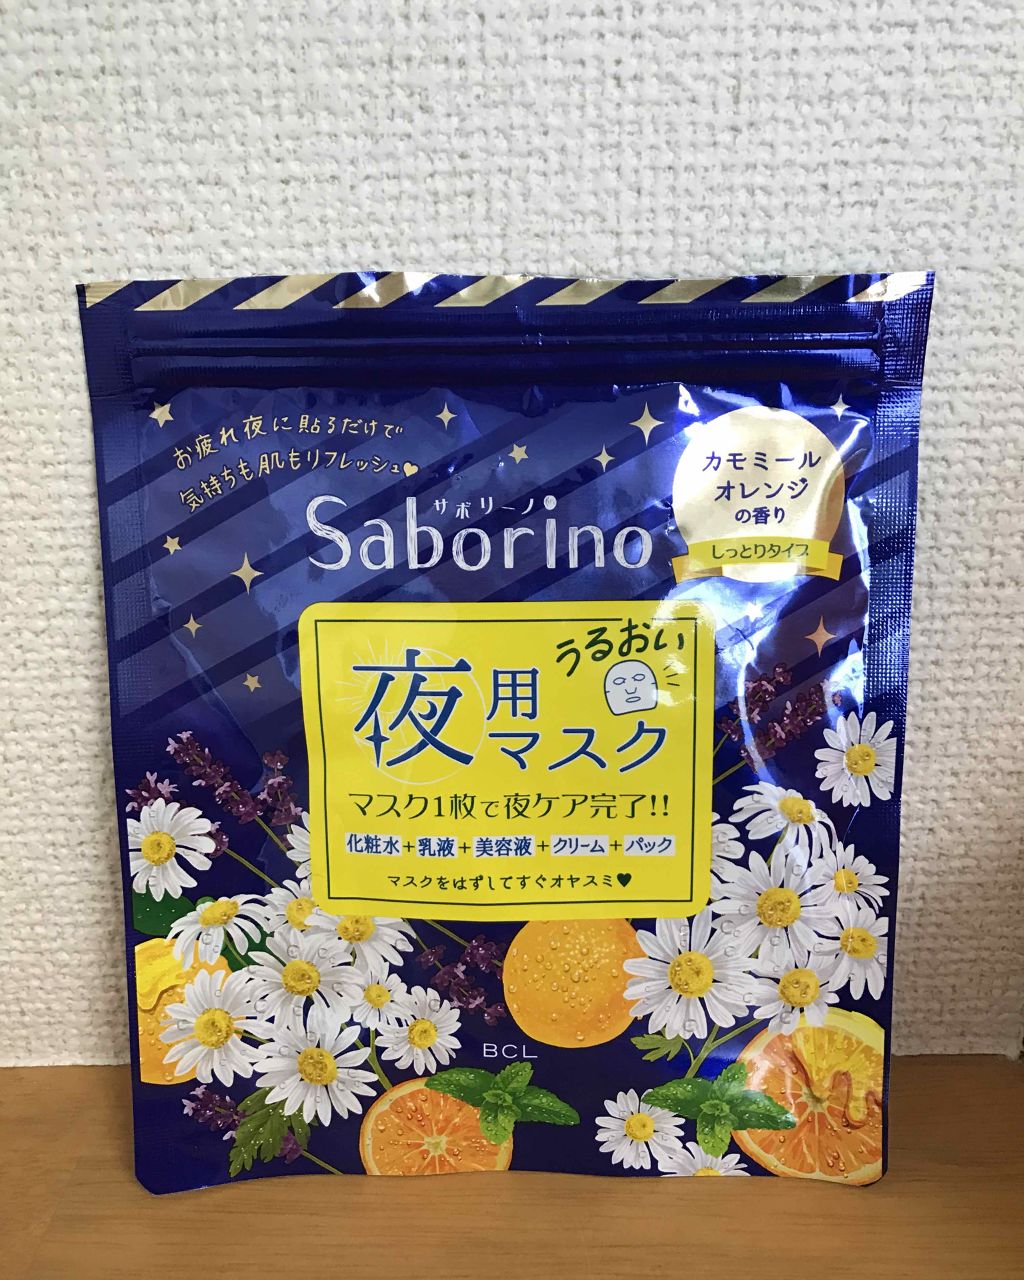 お疲れ夜に貼るだけで
気持ちも肌もリフレッシュ♥
サボリーノ
Saborino
カモミール
オレンジ
の香り
しっとりタイプ
うるおい
夜用
マスク
マスク1枚で夜ケア完了!!
化粧水+乳液+美容液+クリーム+パック
マスクをはずしてすぐオヤスミ♥
BCL